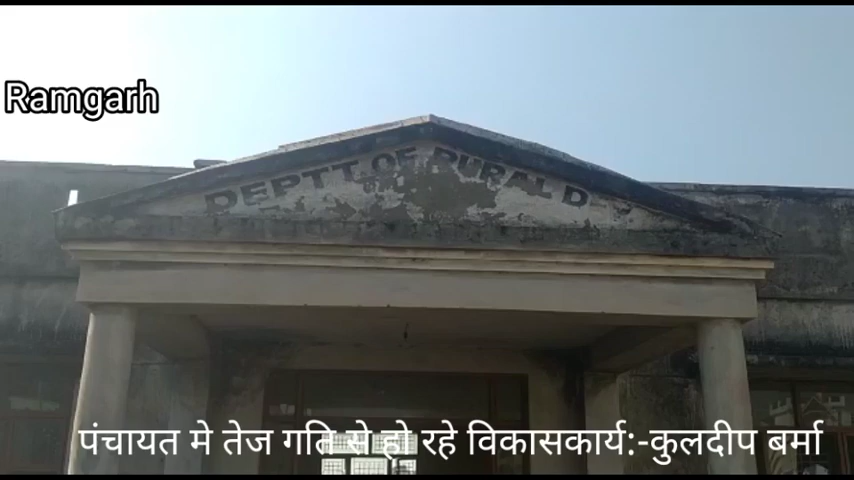 Ramgarh
DEPTT. OF RURAL D
पंचायत मे तेज गति से हो रहे विकासकार्य:-कुलदीप बर्मा